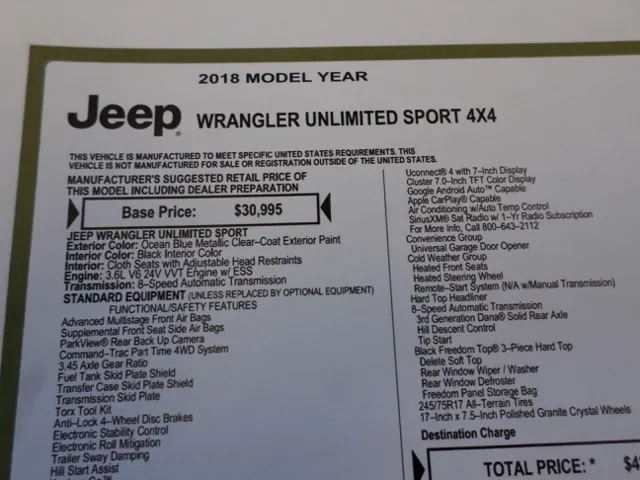 2018 MODEL YEAR
Jeep
WRANGLER UNLIMITED SPORT 4X4
THIS VEHICLE IS MANUFACTURED TO MEET SPECIFIC UNITED STATES REQUIREMENTS. THIS
VEHICLE IS NOT MANUFACTURED FOR SALE OR REGISTRATION OUTSIDE OF THE UNITED STATES.
MANUFACTURER'S SUGGESTED RETAIL PRICE OF
THIS MODEL INCLUDING DEALER PREPARATION
Base Price: $30,995
JEEP WRANGLER UNLIMITED SPORT
Exterior Color: Ocean Blue Metallic Clear–Coat Exterior Paint
Interior Color: Black Interior Color
Interior: Cloth Seats with Adjustable Head Restraints
Engine: 3.6L V6 24V VVT Engine w/ ESS
Transmission: 8–Speed Automatic Transmission
STANDARD EQUIPMENT (UNLESS REPLACED BY OPTIONAL EQUIPMENT)
FUNCTIONAL/SAFETY FEATURES
Advanced Multistage Front Air Bags
Supplemental Front Seat Side Air Bags
ParkView® Rear Back Up Camera
Command–Trac Part Time 4WD System
3.45 Axle Gear Ratio
Fuel Tank Skid Plate Shield
Transfer Case Skid Plate Shield
Transmission Skid Plate
Torx Tool Kit
Anti–Lock 4–Wheel Disc Brakes
Electronic Stability Control
Electronic Roll Mitigation
Trailer Sway Damping
Hill Start Assist
Uconnect® 4 with 7–Inch Display
Cluster 7.0–Inch TFT Color Display
Google Android Auto™ Capable
Apple CarPlay® Capable
Air Conditioning w/Auto Temp Control
SiriusXM® Sat Radio w/ 1–Yr Radio Subscription
For More Info, Call 800–643–2112
Convenience Group
Universal Garage Door Opener
Cold Weather Group
Heated Front Seats
Heated Steering Wheel
Remote–Start System (N/A w/Manual Transmission)
Hard Top Headliner
8–Speed Automatic Transmission
3rd Generation Dana® Solid Rear Axle
Hill Descent Control
Tip Start
Black Freedom Top® 3–Piece Hard Top
Delete Soft Top
Rear Window Wiper / Washer
Rear Window Defroster
Freedom Panel Storage Bag
245/75R17 All–Terrain Tires
17–Inch x 7.5–Inch Polished Granite Crystal Wheels
Destination Charge
TOTAL PRICE: *